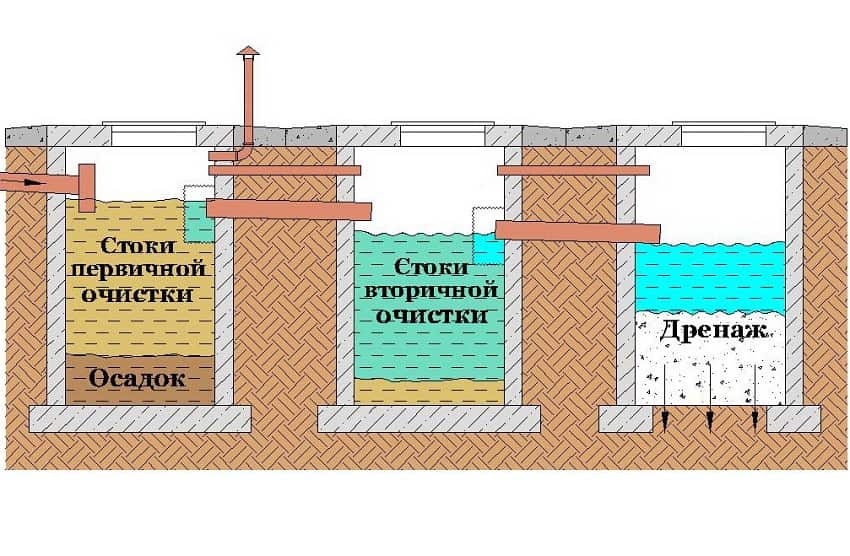 Стоки
первичной
очистки
Осадок
Стоки
вторичной
очистки
Дренаж